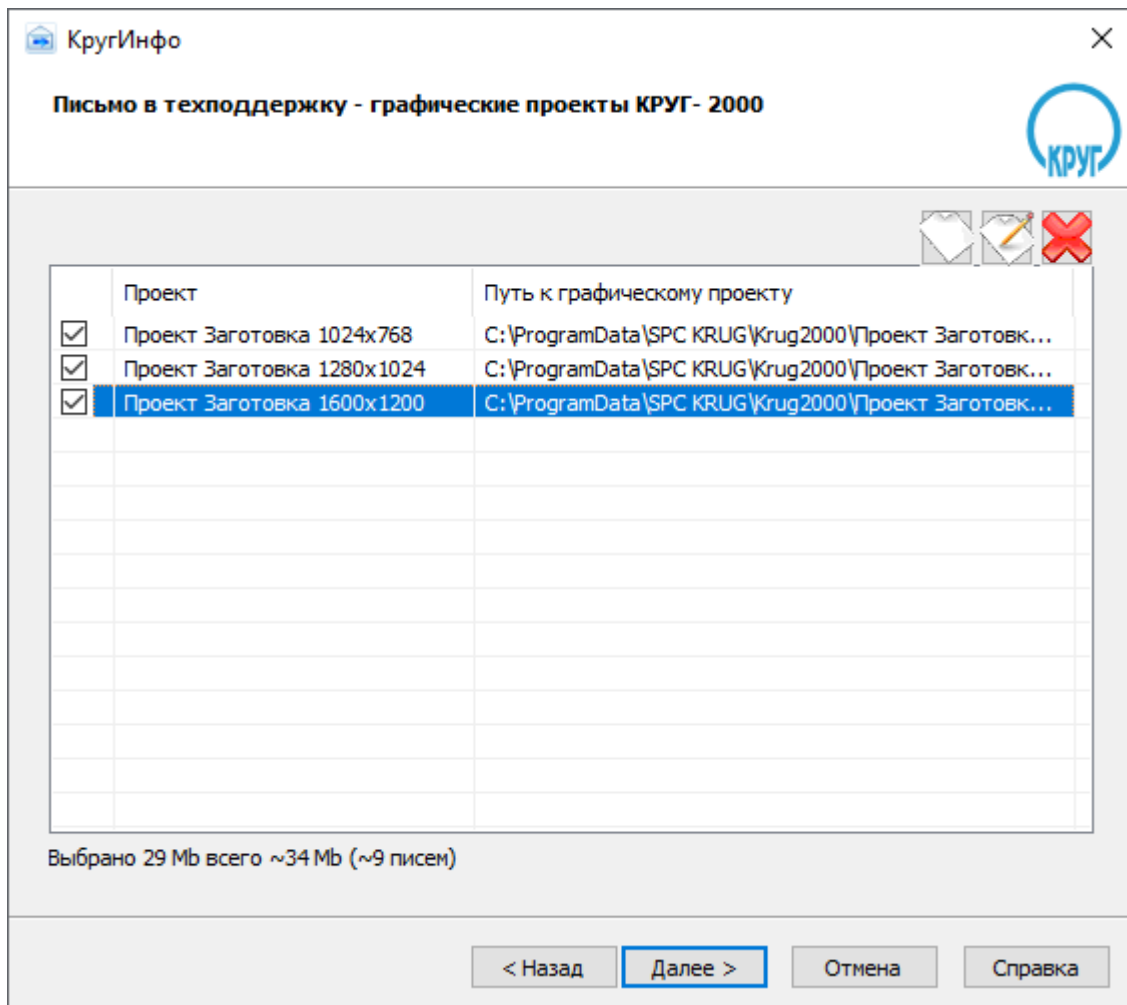 КругИнфо
Письмо в техподдержку - графические проекты КРУГ- 2000
КРУГ
Проект Путь к графическому проекту
Проект Заготовка 1024x768 C:\ProgramData\SPC KRUG\Krug2000\Проект Заготовк...
Проект Заготовка 1280x1024 C:\ProgramData\SPC KRUG\Krug2000\Проект Заготовк...
Проект Заготовка 1600x1200 C:\ProgramData\SPC KRUG\Krug2000\Проект Заготовк...
Выбрано 29 Mb всего ~34 Mb (~9 писем)
< Назад Далее > Отмена Справка